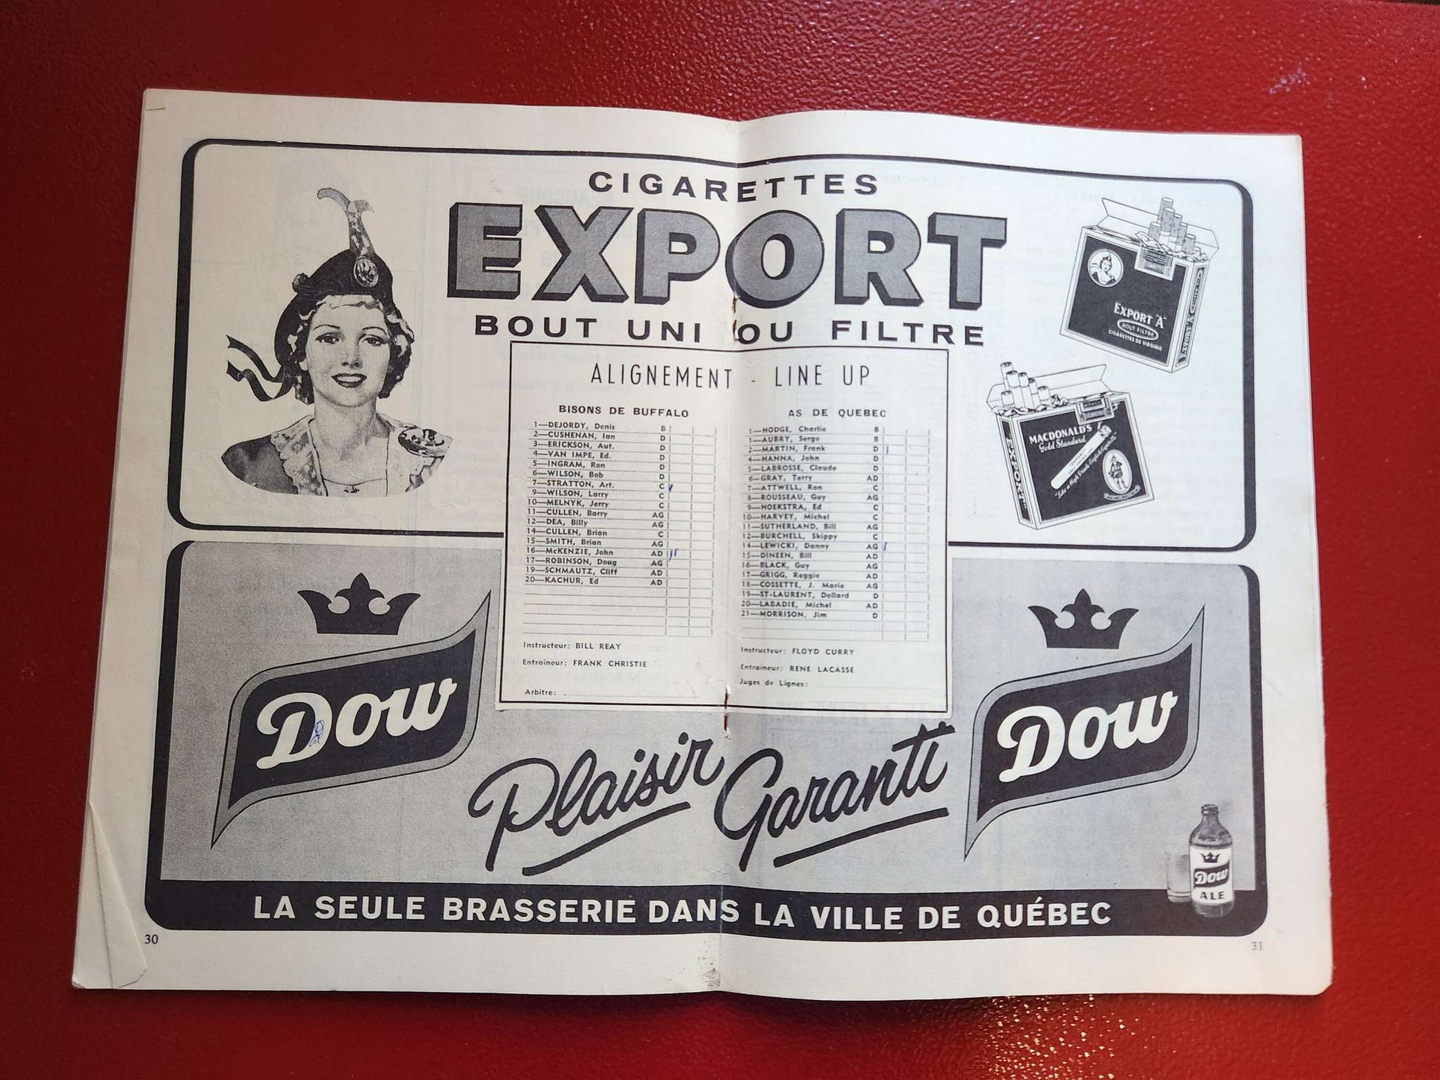 CIGARETTES
EXPORT
BOUT UNI OU FILTRE
EXPORT "A"
BOUT FILTRE
CIGARETTES DE VIRGINIE
MACDONALD'S
Gold Standard
EXPORT
ALIGNEMENT - LINE UP
BISONS DE BUFFALO
1—DEJORDY, Denis B
2—CUSHENAN, Ian D
3—ERICKSON, Aut. D
4—VAN IMPE, Ed. D
5—INGRAM, Ron D
6—WILSON, Bob D
7—STRATTON, Art. C
9—WILSON, Larry C
10—MELNYK, Jerry C
11—CULLEN, Barry AG
12—DEA, Billy AG
14—CULLEN, Brian C
15—SMITH, Brian AG
16—McKENZIE, John AD
17—ROBINSON, Doug AG
19—SCHMAUTZ, Cliff AD
20—KACHUR, Ed AD
Instructeur: BILL REAY
Entraineur: FRANK CHRISTIE
Arbitre:
AS DE QUEBEC
1—HODGE, Charlie B
1—AUBRY, Serge B
2—MARTIN, Frank D
4—HANNA, John D
5—LABROSSE, Claude D
6—GRAY, Terry AD
7—ATTWELL, Ron C
8—ROUSSEAU, Guy AG
9—HOEKSTRA, Ed C
10—HARVEY, Michel C
11—SUTHERLAND, Bill AG
12—BURCHELL, Skippy C
14—LEWICKI, Danny AG
15—DINEEN, Bill AD
16—BLACK, Guy AG
17—GRIGG, Reggie AD
18—COSSETTE, J. Marie AG
19—ST-LAURENT, Dollard D
20—LABADIE, Michel AD
21—MORRISON, Jim D
Instructeur: FLOYD CURRY
Entraineur: RENE LACASSE
Juges de Lignes:
Dow
Dow
Plaisir Garanti
Dow
ALE
LA SEULE BRASSERIE DANS LA VILLE DE QUÉBEC
30
31